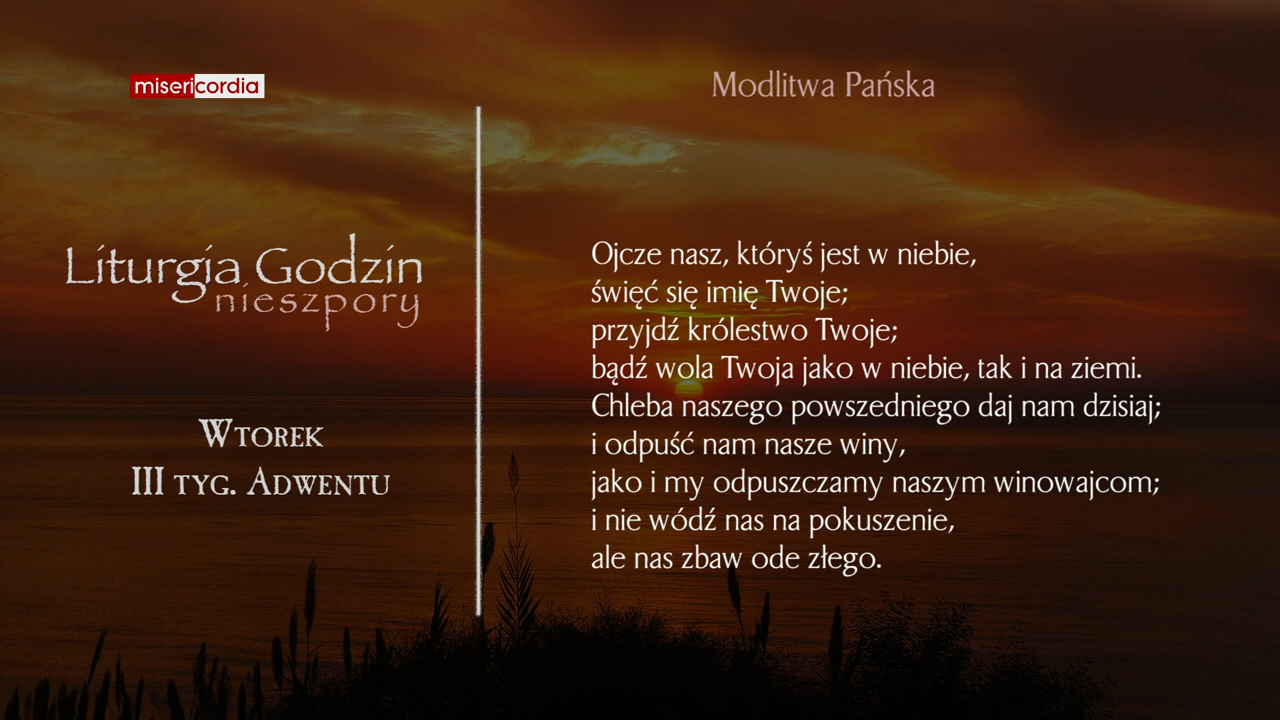 misericordia
Liturgia Godzin
nieszpory
Wtorek
III tyg. Adwentu
Modlitwa Pańska
Ojcze nasz, któryś jest w niebie,
święć się imię Twoje;
przyjdź królestwo Twoje;
bądź wola Twoja jako w niebie, tak i na ziemi.
Chleba naszego powszedniego daj nam dzisiaj;
i odpuść nam nasze winy,
jako i my odpuszczamy naszym winowajcom;
i nie wódź nas na pokuszenie,
ale nas zbaw ode złego.